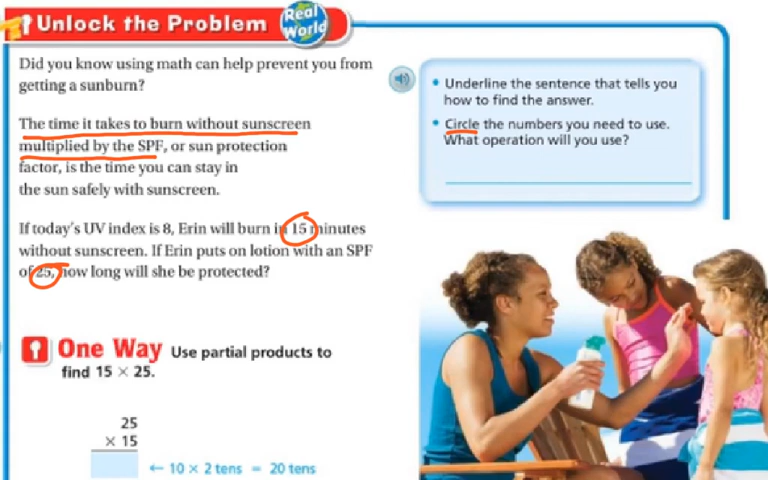 Unlock the Problem
Real
World
Did you know using math can help prevent you from
getting a sunburn?
The time it takes to burn without sunscreen
multiplied by the SPF, or sun protection
factor, is the time you can stay in
the sun safely with sunscreen.
If today's UV index is 8, Erin will burn in 15 minutes
without sunscreen. If Erin puts on lotion with an SPF
of 25, how long will she be protected?
• Underline the sentence that tells you
how to find the answer.
• Circle the numbers you need to use.
What operation will you use?
One Way Use partial products to
find 15 × 25.
25
× 15
← 10 × 2 tens = 20 tens